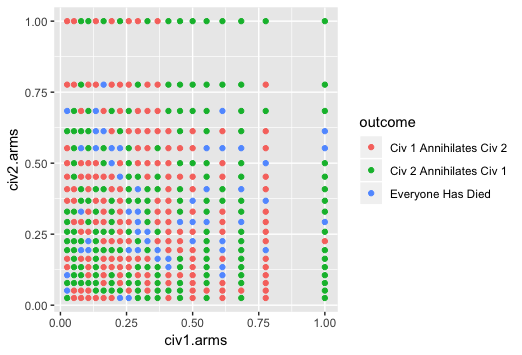 1.00
0.75
0.50
0.25
0.00
civ2.arms
0.00 0.25 0.50 0.75 1.00
civ1.arms
outcome
Civ 1 Annihilates Civ 2
Civ 2 Annihilates Civ 1
Everyone Has Died